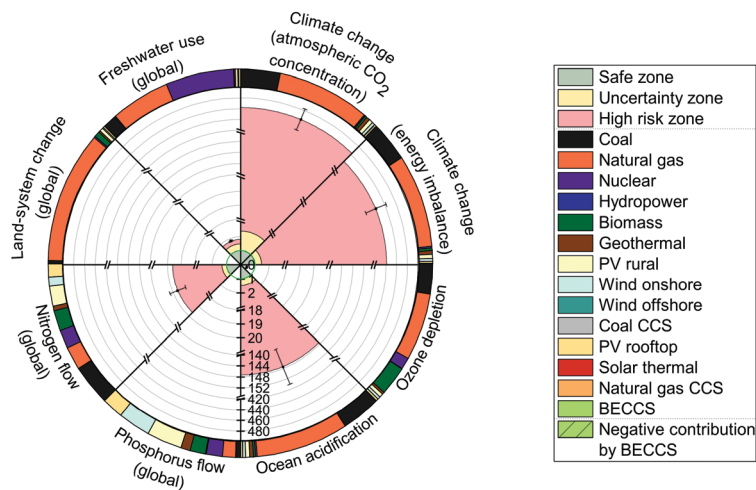 Climate change
(atmospheric CO2
concentration)
Freshwater use
(global)
Climate change
(energy imbalance)
Land-system change
(global)
0
1
2
18
19
20
140
144
148
152
420
440
460
480
Ozone depletion
Nitrogen flow
(global)
Ocean acidification
Phosphorus flow
(global)
Safe zone
Uncertainty zone
High risk zone
Coal
Natural gas
Nuclear
Hydropower
Biomass
Geothermal
PV rural
Wind onshore
Wind offshore
Coal CCS
PV rooftop
Solar thermal
Natural gas CCS
BECCS
Negative contribution
by BECCS